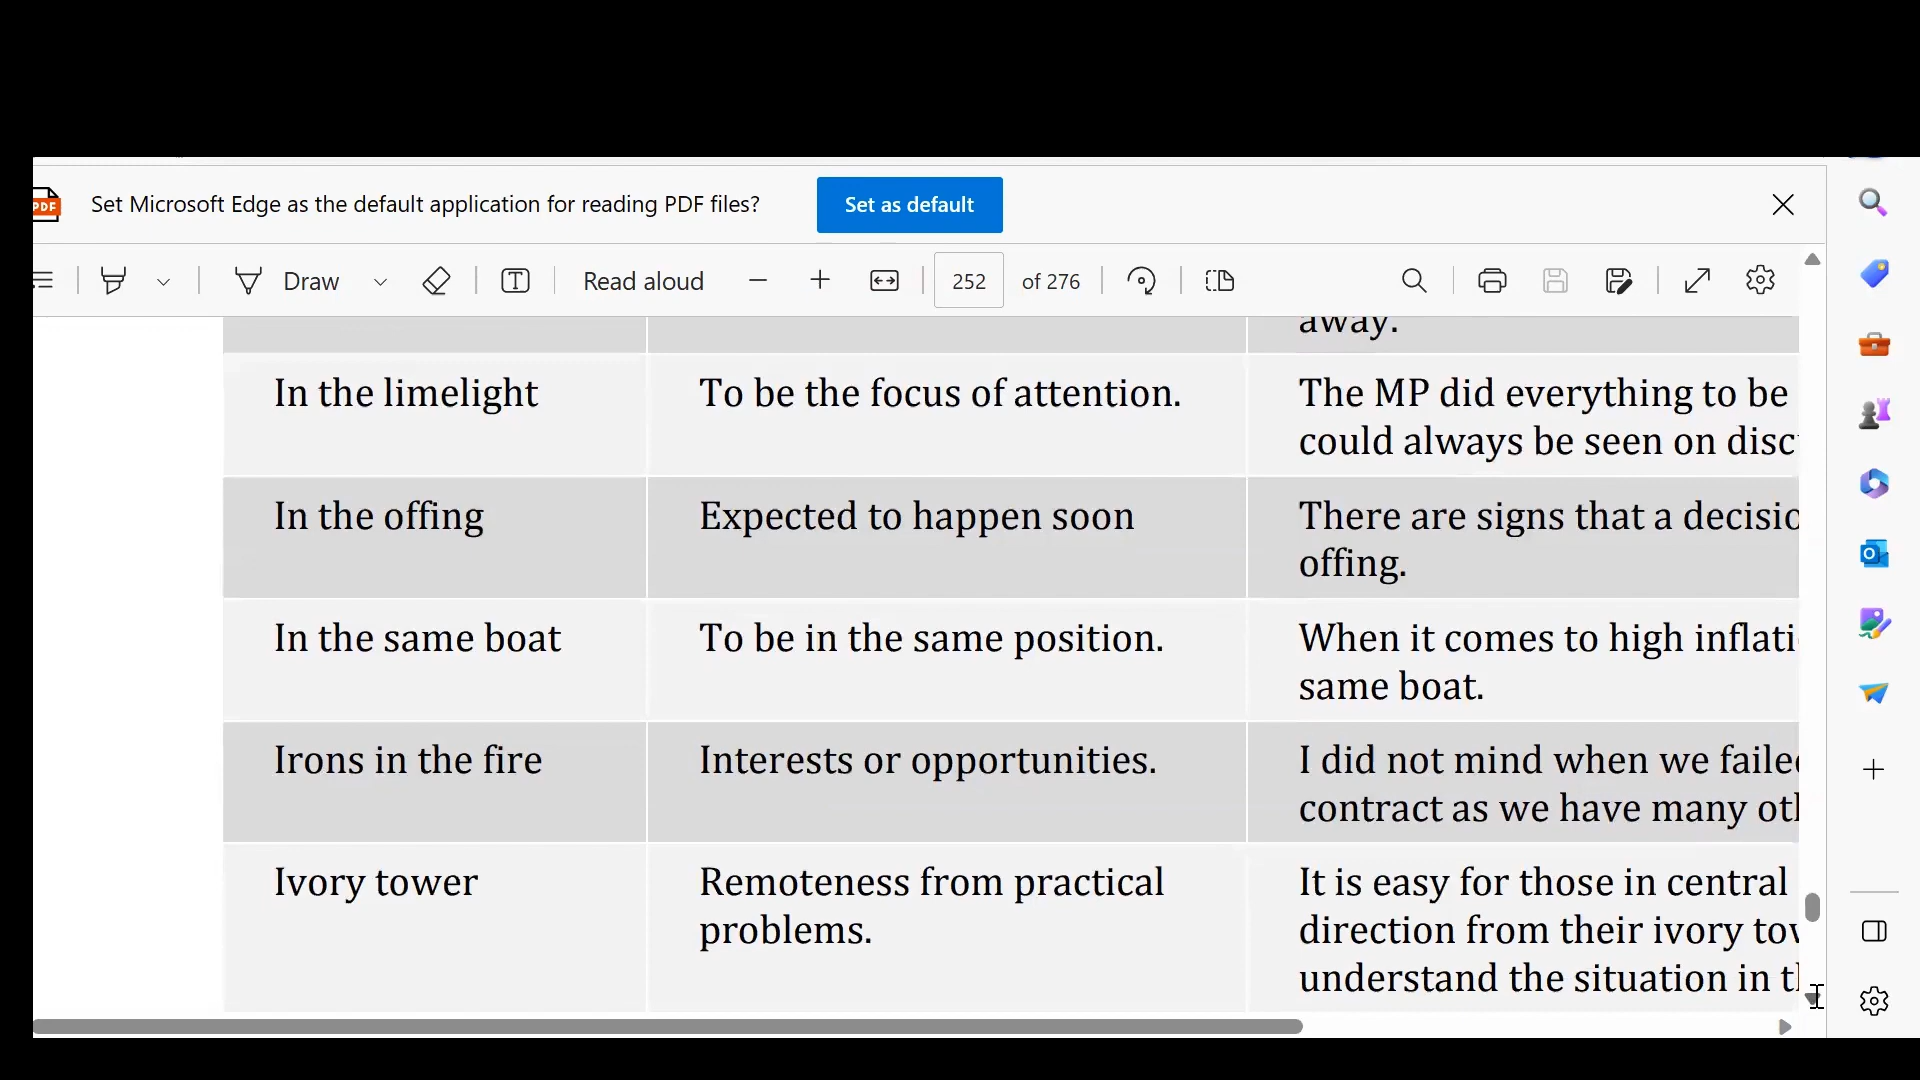 PDF
Set Microsoft Edge as the default application for reading PDF files?
Set as default
Draw
Read aloud
252 of 276
away.
In the limelight
To be the focus of attention.
The MP did everything to be
could always be seen on disc
In the offing
Expected to happen soon
There are signs that a decisio
offing.
In the same boat
To be in the same position.
When it comes to high inflati
same boat.
Irons in the fire
Interests or opportunities.
I did not mind when we failed
contract as we have many ot
Ivory tower
Remoteness from practical
problems.
It is easy for those in central
direction from their ivory tow
understand the situation in t